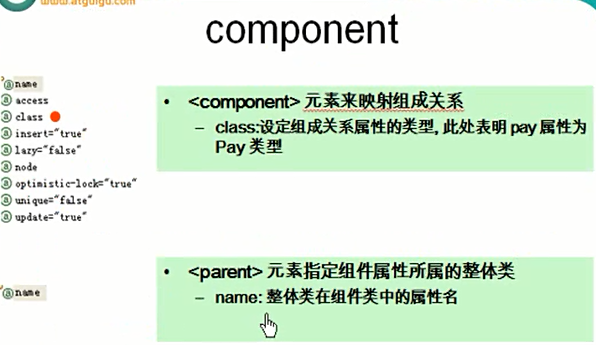 www.atguigu.com
component
name
access
class
insert="true"
lazy="false"
node
optimistic-lock="true"
unique="false"
update="true"
• <component> 元素来映射组成关系
– class:设定组成关系属性的类型, 此处表明 pay 属性为
Pay 类型
name
• <parent> 元素指定组件属性所属的整体类
– name: 整体类在组件类中的属性名